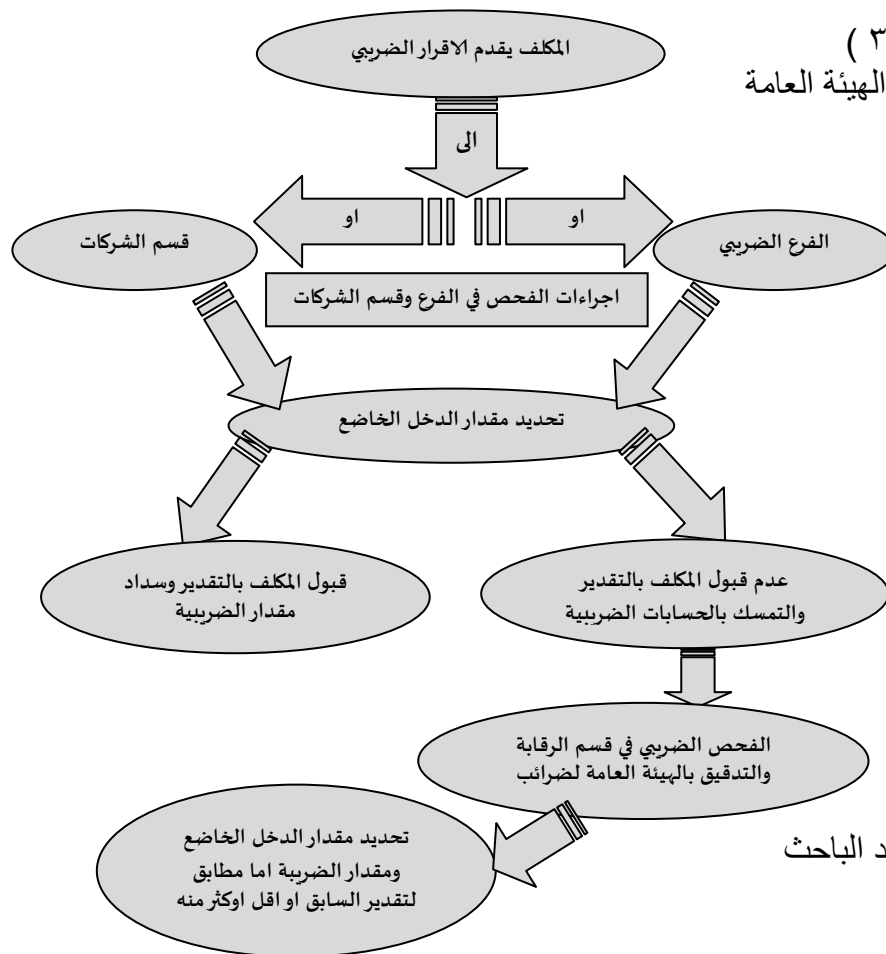 ٣ )
الهيئة العامة
المكلف يقدم الاقرار الضريبي
الى
او
او
الفرع الضريبي
قسم الشركات
اجراءات الفحص في الفرع وقسم الشركات
تحديد مقدار الدخل الخاضع
عدم قبول المكلف بالتقدير
والتمسك بالحسابات الضريبية
قبول المكلف بالتقدير وسداد
مقدار الضريبية
الفحص الضريبي في قسم الرقابة
والتدقيق بالهيئة العامة لضرائب
تحديد مقدار الدخل الخاضع
ومقدار الضريبة اما مطابق
لتقدير السابق او اقل اوكثر منه
د الباحث